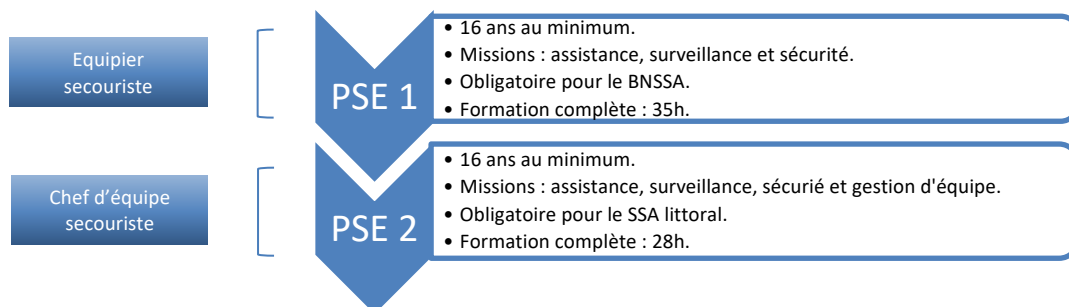 Equipier
secouriste
PSE 1
• 16 ans au minimum.
• Missions : assistance, surveillance et sécurité.
• Obligatoire pour le BNSSA.
• Formation complète : 35h.
Chef d'équipe
secouriste
PSE 2
• 16 ans au minimum.
• Missions : assistance, surveillance, sécurié et gestion d'équipe.
• Obligatoire pour le SSA littoral.
• Formation complète : 28h.